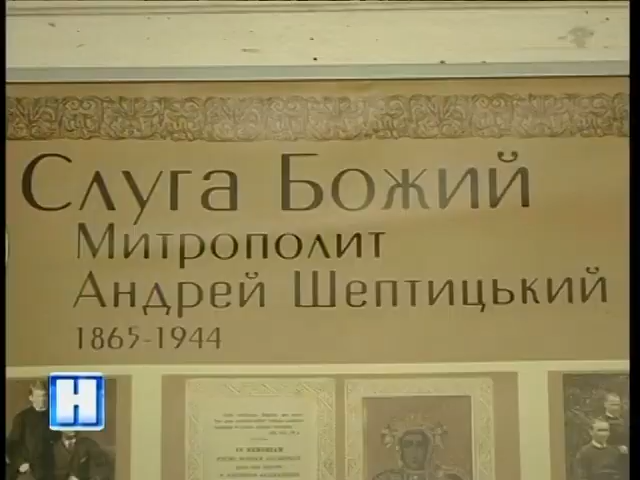 Слуга Божий
Митрополит
Андрей Шептицький
1865-1944
Н